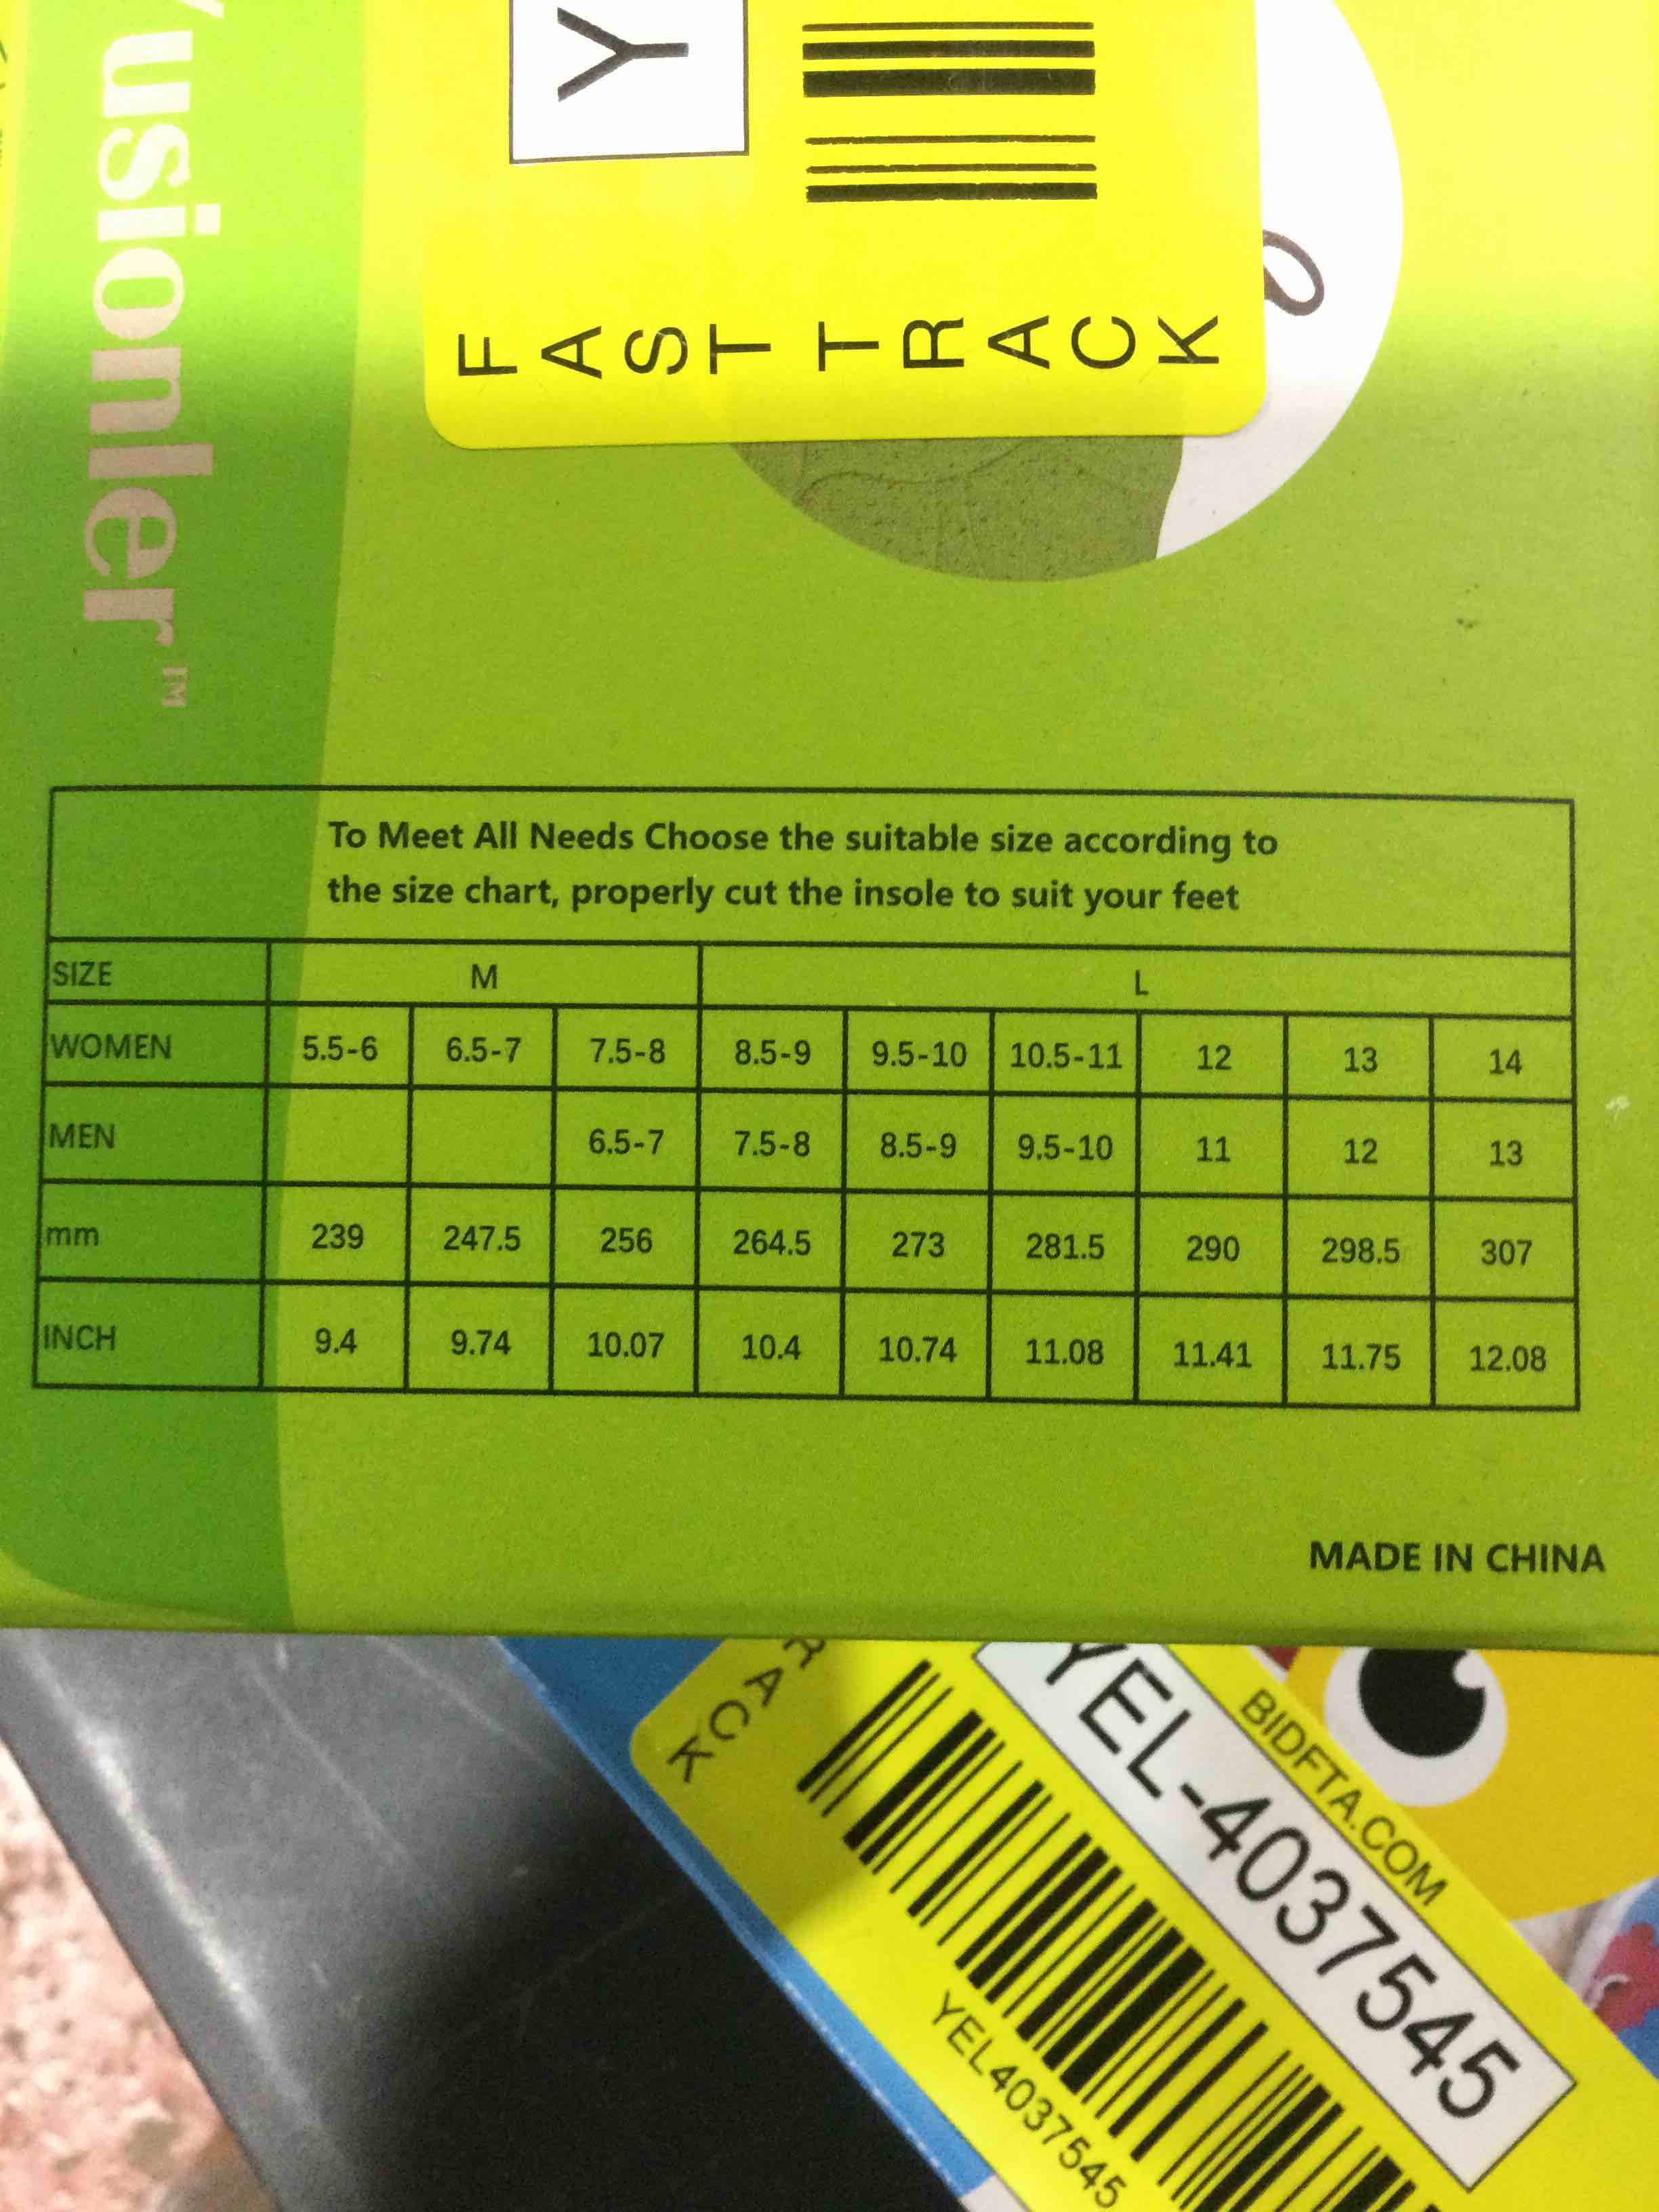 usionler™
Y
FAST TRACK
To Meet All Needs Choose the suitable size according to
the size chart, properly cut the insole to suit your feet
SIZE M L
WOMEN 5.5-6 6.5-7 7.5-8 8.5-9 9.5-10 10.5-11 12 13 14
MEN 6.5-7 7.5-8 8.5-9 9.5-10 11 12 13
mm 239 247.5 256 264.5 273 281.5 290 298.5 307
INCH 9.4 9.74 10.07 10.4 10.74 11.08 11.41 11.75 12.08
MADE IN CHINA
BIDFTA.COM
YEL-4037545
YEL4037545
RACK